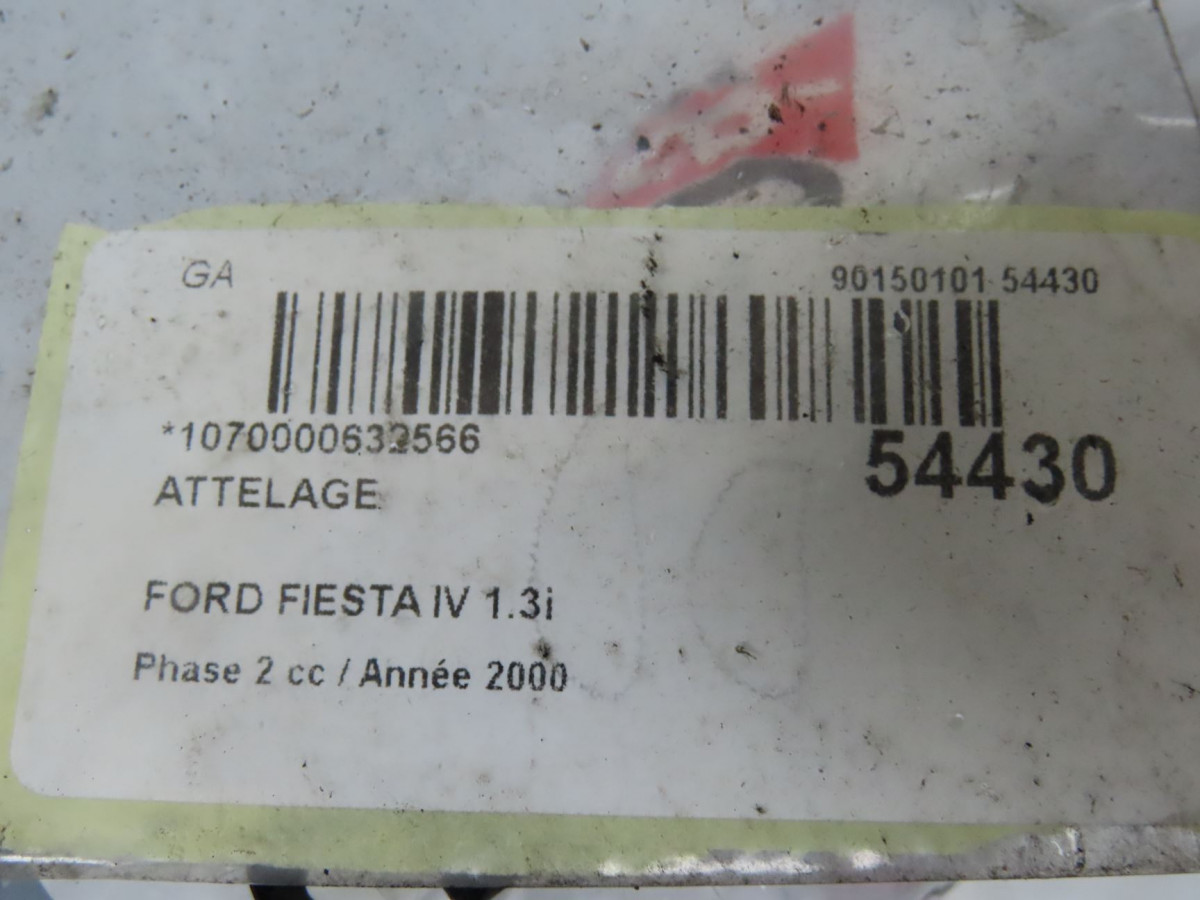 GA 90150101 54430
*1070000632566
54430
ATTELAGE
FORD FIESTA IV 1.3i
Phase 2 cc / Année 2000